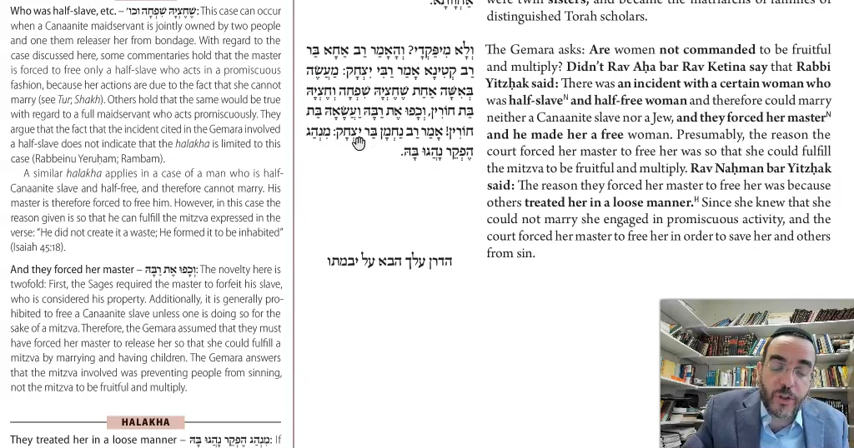 Who was half-slave, etc. – שֶׁחֶצְיָהּ שִׁפְחָה וכו׳: This case can occur
when a Canaanite maidservant is jointly owned by two people
and one them releaser her from bondage. With regard to the
case discussed here, some commentaries hold that the master
is forced to free only a half-slave who acts in a promiscuous
fashion, because her actions are due to the fact that she cannot
marry (see Tur; Shakh). Others hold that the same would be true
with regard to a full maidservant who acts promiscuously. They
argue that the fact that the incident cited in the Gemara involved
a half-slave does not indicate that the halakha is limited to this
case (Rabbeinu Yeruḥam; Rambam).
A similar halakha applies in a case of a man who is half-
Canaanite slave and half-free, and therefore cannot marry. His
master is therefore forced to free him. However, in this case the
reason given is so that he can fulfill the mitzva expressed in the
verse: “He did not create it a waste; He formed it to be inhabited”
(Isaiah 45:18).
And they forced her master – וְכָפוּ אֶת רַבָּהּ: The novelty here is
twofold: First, the Sages required the master to forfeit his slave,
who is considered his property. Additionally, it is generally pro-
hibited to free a Canaanite slave unless one is doing so for the
sake of a mitzva. Therefore, the Gemara assumed that they must
have forced her master to release her so that she could fulfill a
mitzva by marrying and having children. The Gemara answers
that the mitzva involved was preventing people from sinning,
not the mitzva to be fruitful and multiply.
HALAKHA
They treated her in a loose manner – מִנְהַג הֶפְקֵר נָהֲגוּ בָּהּ: If
וְלָא מִיפַּקְּדִי? וְהָאָמַר רַב אַחָא בַּר
רַב קַטִינָא אָמַר רַבִּי יִצְחָק: מַעֲשֶׂה
בְּאִשָּׁה אַחַת שֶׁחֶצְיָהּ שִׁפְחָה וְחֶצְיָהּ
בַּת חוֹרִין, וְכָפוּ אֶת רַבָּהּ וַעֲשָׂאָהּ בַּת
חוֹרִין! אָמַר רַב נַחְמָן בַּר יִצְחָק: מִנְהַג
הֶפְקֵר נָהֲגוּ בָּהּ.
הדרן עלך הבא על יבמתו
were twin sisters, and became the matriarchs of families of
distinguished Torah scholars.
The Gemara asks: Are women not commanded to be fruitful
and multiply? Didn’t Rav Aḥa bar Rav Ketina say that Rabbi
Yitzḥak said: There was an incident with a certain woman who
was half-slaveᴺ and half-free woman and therefore could marry
neither a Canaanite slave nor a Jew, and they forced her masterᴺ
and he made her a free woman. Presumably, the reason the
court forced her master to free her was so that she could fulfill
the mitzva to be fruitful and multiply. Rav Naḥman bar Yitzḥak
said: The reason they forced her master to free her was because
others treated her in a loose manner.ᴴ Since she knew that she
could not marry she engaged in promiscuous activity, and the
court forced her master to free her in order to save her and others
from sin.